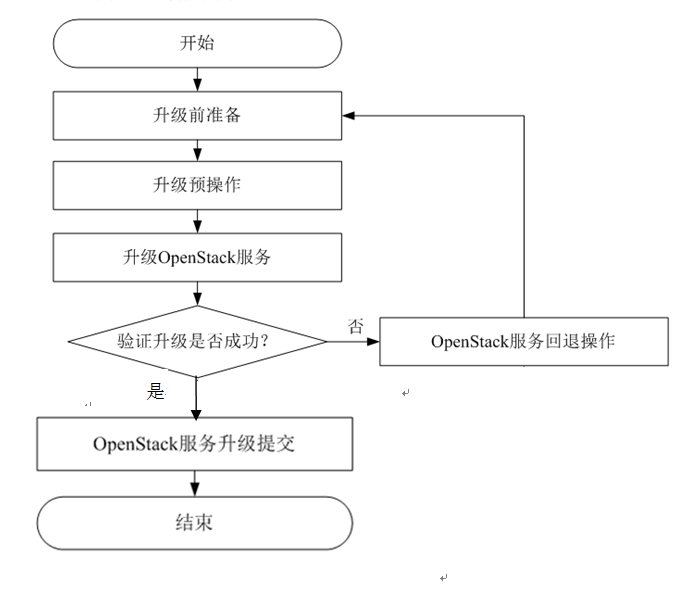 开始
升级前准备
升级预操作
升级OpenStack服务
验证升级是否成功?
否
OpenStack服务回退操作
是
OpenStack服务升级提交
结束